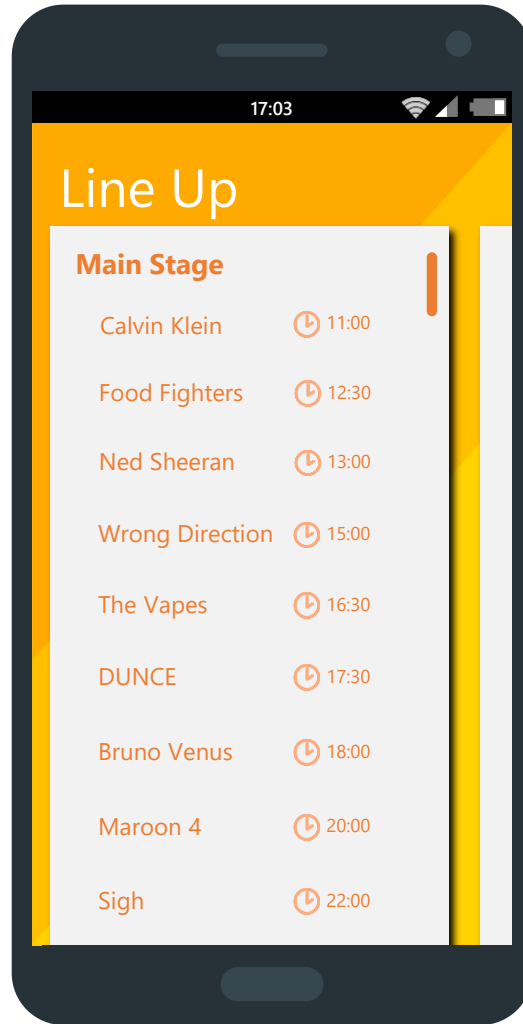 17:03
Line Up
Main Stage
Calvin Klein 11:00
Food Fighters 12:30
Ned Sheeran 13:00
Wrong Direction 15:00
The Vapes 16:30
DUNCE 17:30
Bruno Venus 18:00
Maroon 4 20:00
Sigh 22:00